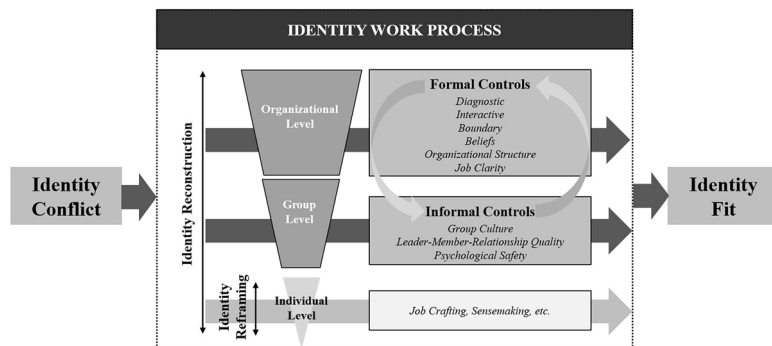 IDENTITY WORK PROCESS
Identity
Conflict
Identity Reconstruction
Identity
Reframing
Organizational
Level
Group
Level
Individual
Level
Formal Controls
Diagnostic
Interactive
Boundary
Beliefs
Organizational Structure
Job Clarity
Informal Controls
Group Culture
Leader-Member-Relationship Quality
Psychological Safety
Job Crafting, Sensemaking, etc.
Identity
Fit